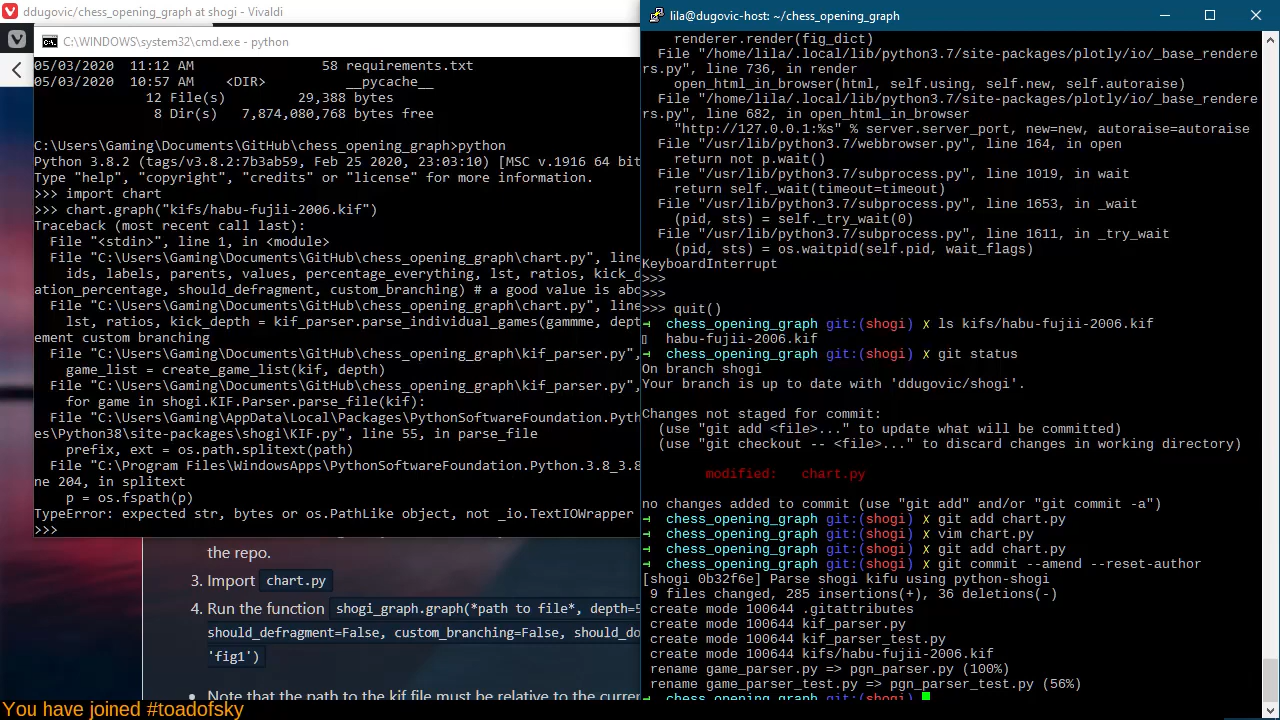 ddugovic/chess_opening_graph at shogi - Vivaldi
C:\WINDOWS\system32\cmd.exe - python
05/03/2020  11:12 AM                58 requirements.txt
05/03/2020  10:57 AM    <DIR>          __pycache__
              12 File(s)         29,388 bytes
               8 Dir(s)   7,874,080,768 bytes free
C:\Users\Gaming\Documents\GitHub\chess_opening_graph>python
Python 3.8.2 (tags/v3.8.2:7b3ab59, Feb 25 2020, 23:03:10) [MSC v.1916 64 bit
Type "help", "copyright", "credits" or "license" for more information.
>>> import chart
>>> chart.graph("kifs/habu-fujii-2006.kif")
Traceback (most recent call last):
  File "<stdin>", line 1, in <module>
  File "C:\Users\Gaming\Documents\GitHub\chess_opening_graph\chart.py", line
    ids, labels, parents, values, percentage_everything, lst, ratios, kick_d
ation_percentage, should_defragment, custom_branching) # a good value is abo
  File "C:\Users\Gaming\Documents\GitHub\chess_opening_graph\chart.py", line
    lst, ratios, kick_depth = kif_parser.parse_individual_games(gammme, dept
ement custom branching
  File "C:\Users\Gaming\Documents\GitHub\chess_opening_graph\kif_parser.py",
    game_list = create_game_list(kif, depth)
  File "C:\Users\Gaming\Documents\GitHub\chess_opening_graph\kif_parser.py",
    for game in shogi.KIF.Parser.parse_file(kif):
  File "C:\Users\Gaming\AppData\Local\Packages\PythonSoftwareFoundation.Pyth
es\Python38\site-packages\shogi\KIF.py", line 55, in parse_file
    prefix, ext = os.path.splitext(path)
  File "C:\Program Files\WindowsApps\PythonSoftwareFoundation.Python.3.8_3.8
ne 204, in splitext
    p = os.fspath(p)
TypeError: expected str, bytes or os.PathLike object, not _io.TextIOWrapper
>>>
the repo.
3. Import chart.py
4. Run the function shogi_graph.graph(*path to file*, depth=5
should_defragment=False, custom_branching=False, should_do
'fig1')
• Note that the path to the kif file must be relative to the current
You have joined #toadofsky
lila@dugovic-host: ~/chess_opening_graph
    renderer.render(fig_dict)
  File "/home/lila/.local/lib/python3.7/site-packages/plotly/io/_base_rendere
rs.py", line 736, in render
    open_html_in_browser(html, self.using, self.new, self.autoraise)
  File "/home/lila/.local/lib/python3.7/site-packages/plotly/io/_base_rendere
rs.py", line 682, in open_html_in_browser
    "http://127.0.0.1:%s" % server.server_port, new=new, autoraise=autoraise
  File "/usr/lib/python3.7/webbrowser.py", line 164, in open
    return not p.wait()
  File "/usr/lib/python3.7/subprocess.py", line 1019, in wait
    return self._wait(timeout=timeout)
  File "/usr/lib/python3.7/subprocess.py", line 1653, in _wait
    (pid, sts) = self._try_wait(0)
  File "/usr/lib/python3.7/subprocess.py", line 1611, in _try_wait
    (pid, sts) = os.waitpid(self.pid, wait_flags)
KeyboardInterrupt
>>>
>>>
>>> quit()
→  chess_opening_graph git:(shogi) ✗ ls kifs/habu-fujii-2006.kif
▯  habu-fujii-2006.kif
→  chess_opening_graph git:(shogi) ✗ git status
On branch shogi
Your branch is up to date with 'ddugovic/shogi'.
Changes not staged for commit:
  (use "git add <file>..." to update what will be committed)
  (use "git checkout -- <file>..." to discard changes in working directory)
        modified:   chart.py
no changes added to commit (use "git add" and/or "git commit -a")
→  chess_opening_graph git:(shogi) ✗ git add chart.py
→  chess_opening_graph git:(shogi) ✗ vim chart.py
→  chess_opening_graph git:(shogi) ✗ git add chart.py
→  chess_opening_graph git:(shogi) ✗ git commit --amend --reset-author
[shogi 0b32f6e] Parse shogi kifu using python-shogi
 9 files changed, 285 insertions(+), 36 deletions(-)
 create mode 100644 .gitattributes
 create mode 100644 kif_parser.py
 create mode 100644 kif_parser_test.py
 create mode 100644 kifs/habu-fujii-2006.kif
 rename game_parser.py => pgn_parser.py (100%)
 rename game_parser_test.py => pgn_parser_test.py (56%)
→  chess_opening_graph git:(shogi)